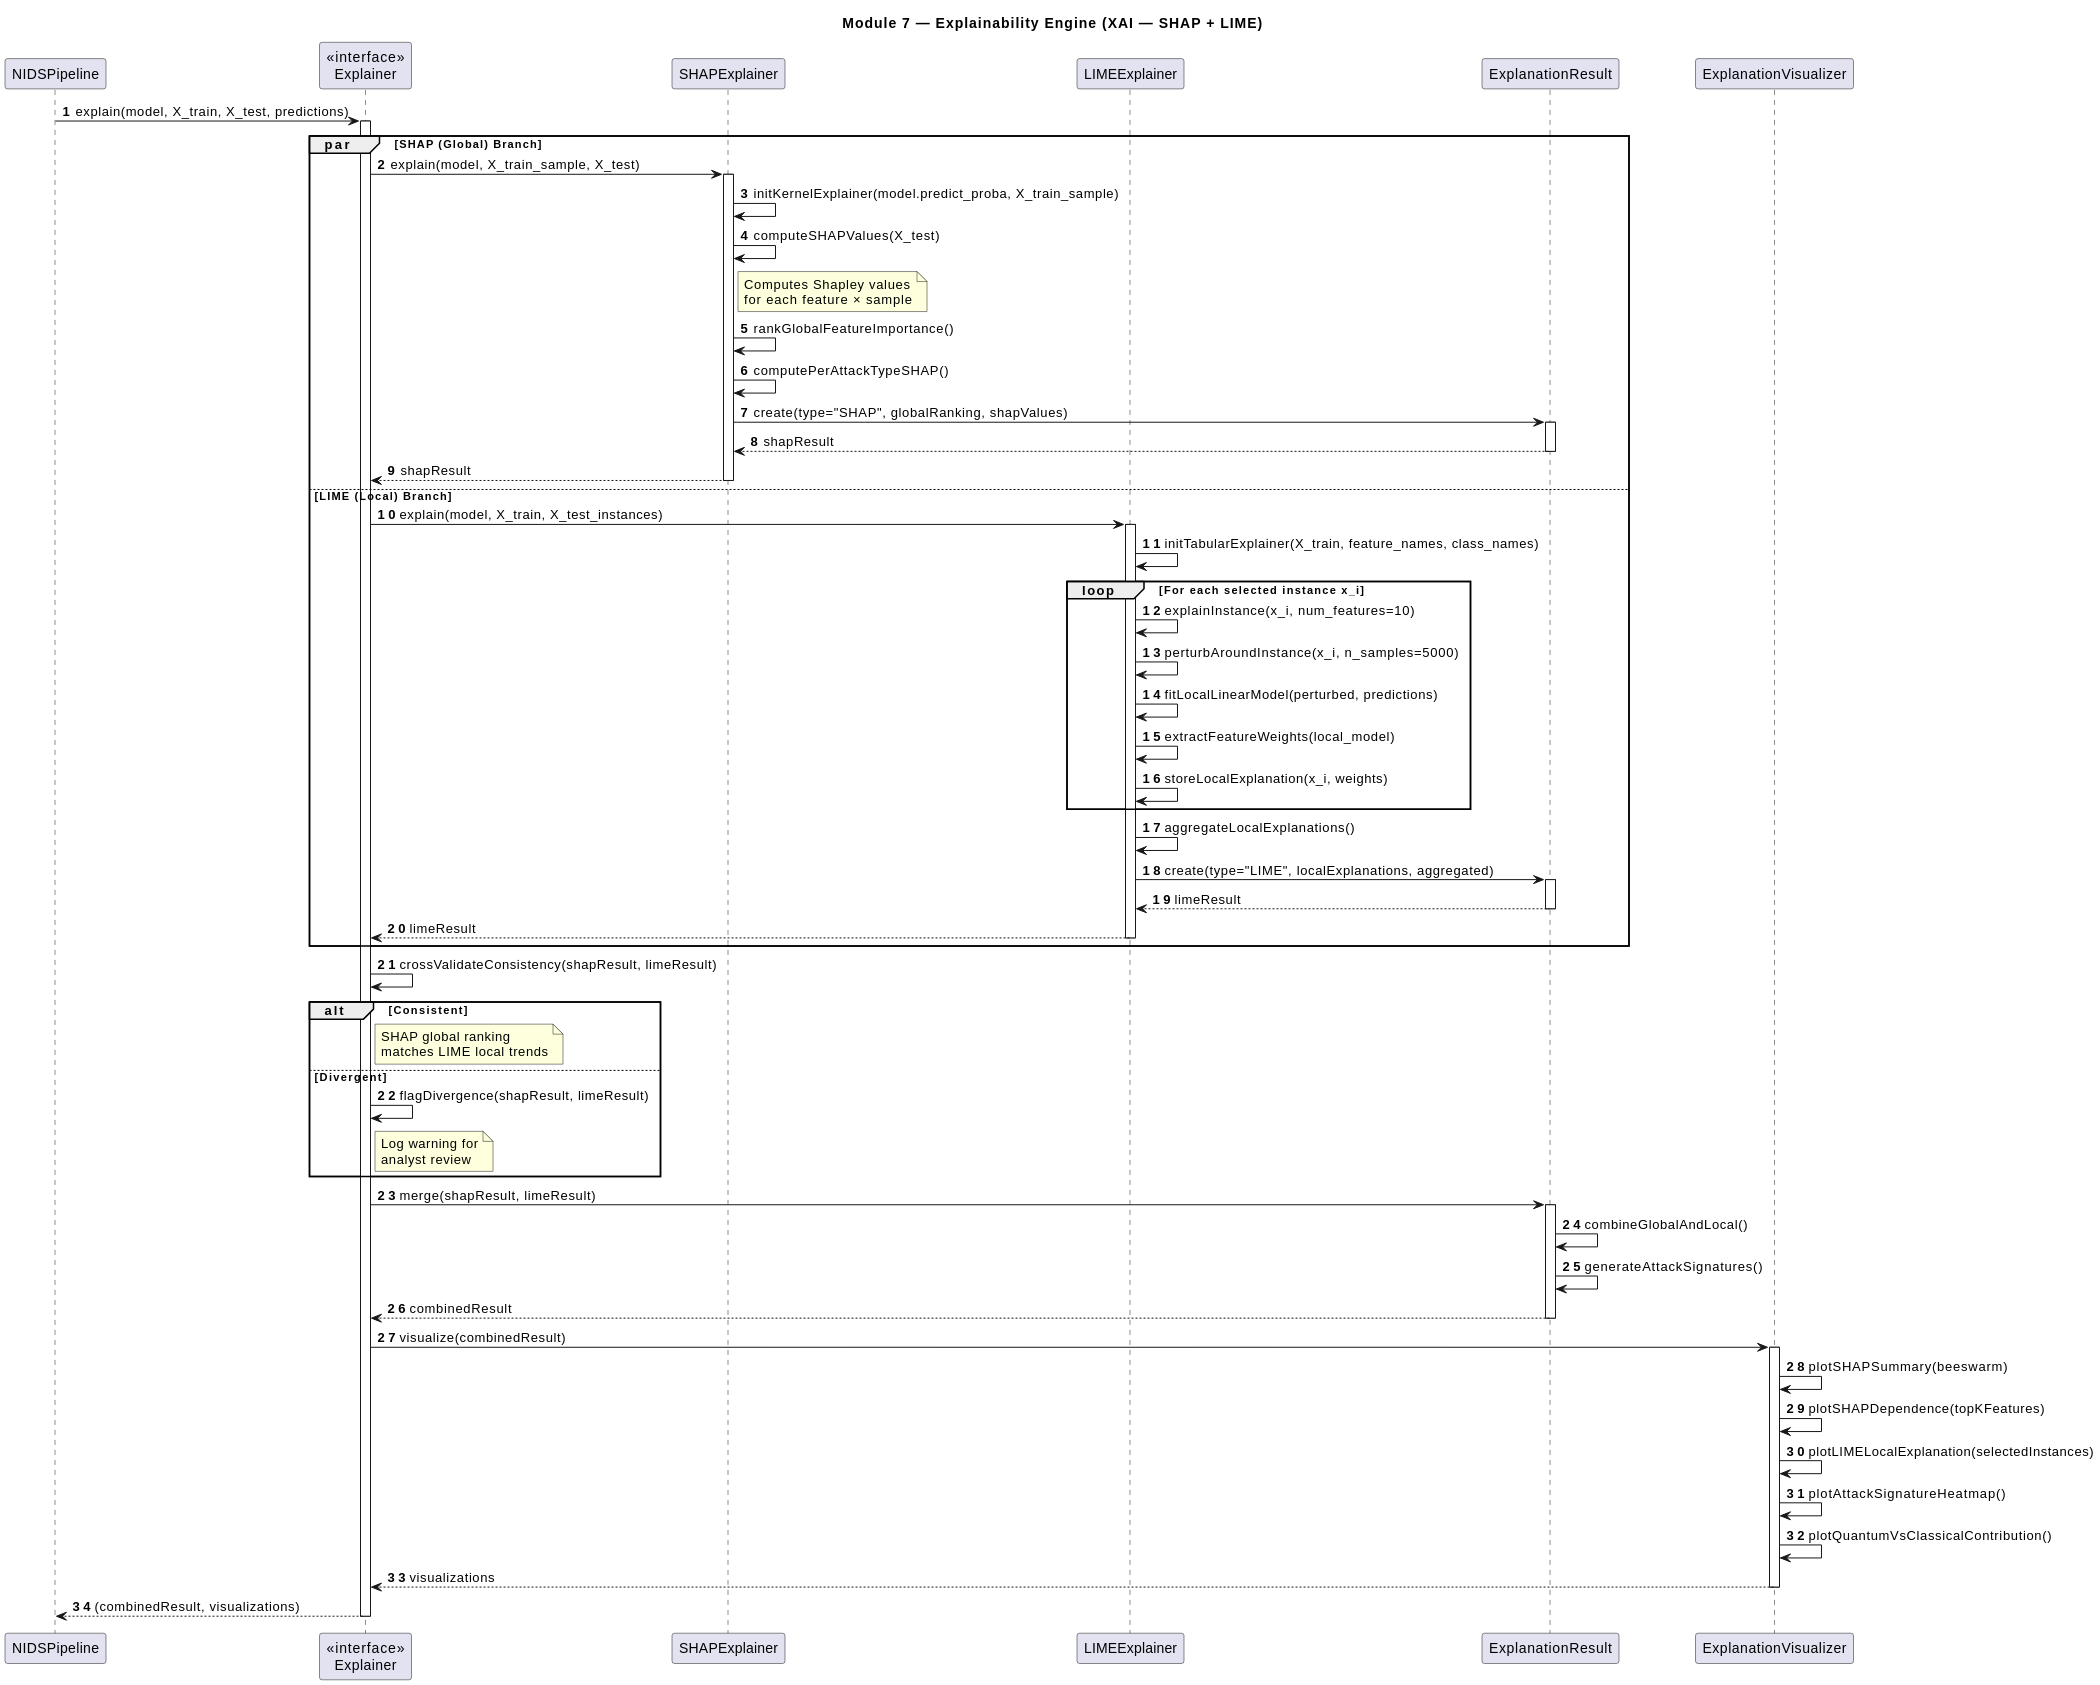 Module 7 — Explainability Engine (XAI — SHAP + LIME)
NIDSPipeline
«interface»
Explainer
SHAPExplainer
LIMEExplainer
ExplanationResult
ExplanationVisualizer
1 explain(model, X_train, X_test, predictions)
par [SHAP (Global) Branch]
2 explain(model, X_train_sample, X_test)
3 initKernelExplainer(model.predict_proba, X_train_sample)
4 computeSHAPValues(X_test)
Computes Shapley values
for each feature × sample
5 rankGlobalFeatureImportance()
6 computePerAttackTypeSHAP()
7 create(type="SHAP", globalRanking, shapValues)
8 shapResult
9 shapResult
[LIME (Local) Branch]
10 explain(model, X_train, X_test_instances)
11 initTabularExplainer(X_train, feature_names, class_names)
loop [For each selected instance x_i]
12 explainInstance(x_i, num_features=10)
13 perturbAroundInstance(x_i, n_samples=5000)
14 fitLocalLinearModel(perturbed, predictions)
15 extractFeatureWeights(local_model)
16 storeLocalExplanation(x_i, weights)
17 aggregateLocalExplanations()
18 create(type="LIME", localExplanations, aggregated)
19 limeResult
20 limeResult
21 crossValidateConsistency(shapResult, limeResult)
alt [Consistent]
SHAP global ranking
matches LIME local trends
[Divergent]
22 flagDivergence(shapResult, limeResult)
Log warning for
analyst review
23 merge(shapResult, limeResult)
24 combineGlobalAndLocal()
25 generateAttackSignatures()
26 combinedResult
27 visualize(combinedResult)
28 plotSHAPSummary(beeswarm)
29 plotSHAPDependence(topKFeatures)
30 plotLIMELocalExplanation(selectedInstances)
31 plotAttackSignatureHeatmap()
32 plotQuantumVsClassicalContribution()
33 visualizations
34 (combinedResult, visualizations)
NIDSPipeline
«interface»
Explainer
SHAPExplainer
LIMEExplainer
ExplanationResult
ExplanationVisualizer